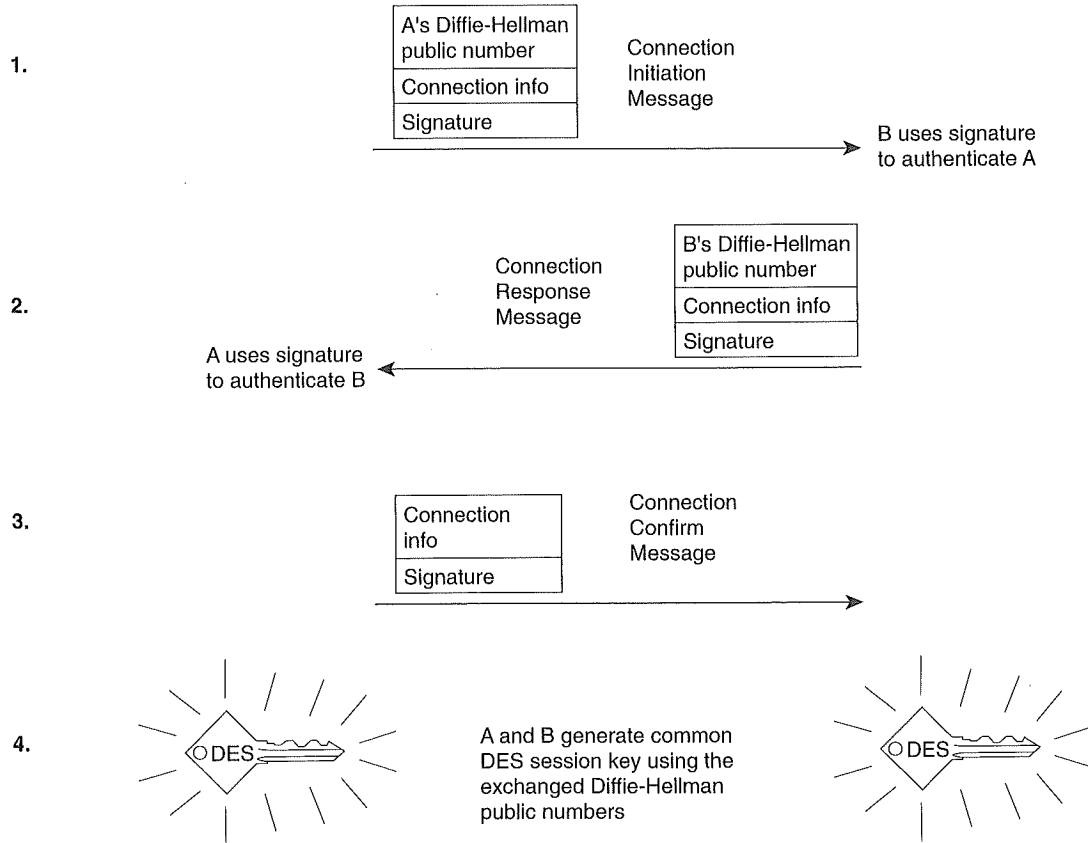 1.
A's Diffie-Hellman
public number
Connection info
Signature
Connection
Initiation
Message
B uses signature
to authenticate A
2.
Connection
Response
Message
B's Diffie-Hellman
public number
Connection info
Signature
A uses signature
to authenticate B
3.
Connection
info
Signature
Connection
Confirm
Message
4.
DES
A and B generate common
DES session key using the
exchanged Diffie-Hellman
public numbers
DES